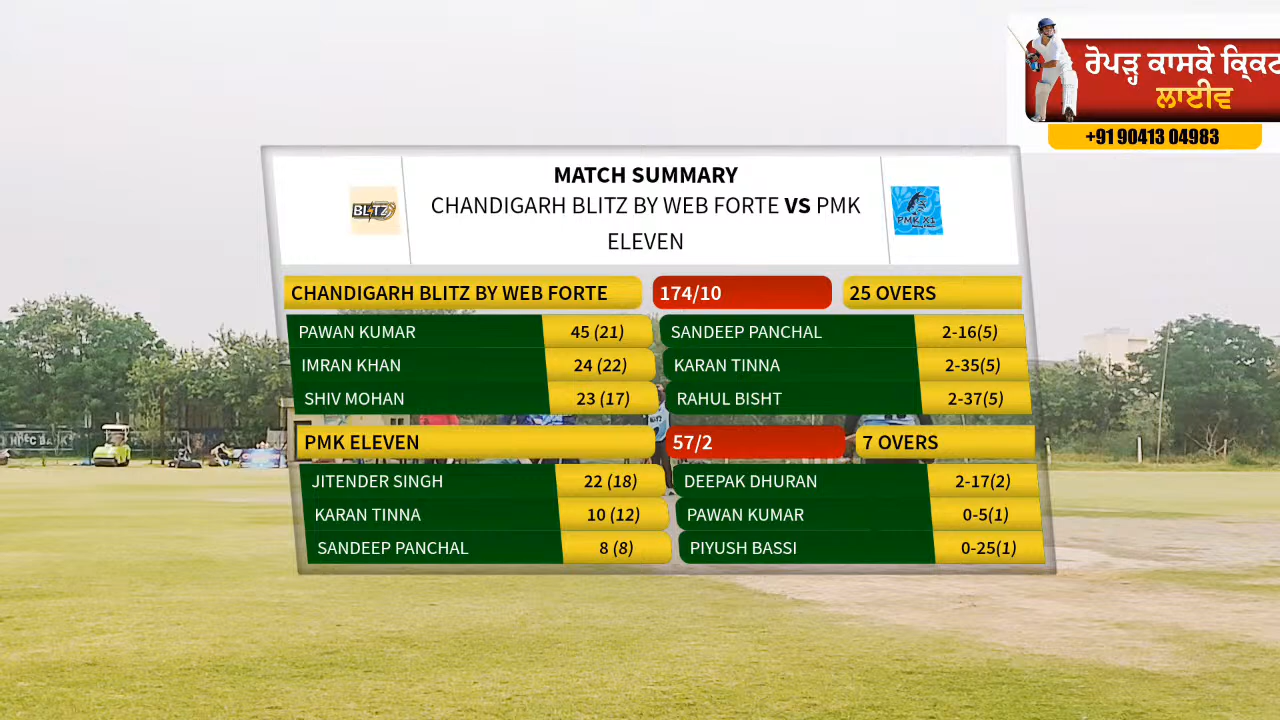 ਰੋਪੜ੍ਹ ਕਾਸਕੋ ਕ੍ਰਿਕਟ
ਲਾਈਵ
+91 90413 04983
MATCH SUMMARY
BLITZ
CHANDIGARH BLITZ BY WEB FORTE VS PMK
ELEVEN
PMK XI
CHANDIGARH BLITZ BY WEB FORTE 174/10 25 OVERS
PAWAN KUMAR 45 (21) SANDEEP PANCHAL 2-16(5)
IMRAN KHAN 24 (22) KARAN TINNA 2-35(5)
SHIV MOHAN 23 (17) RAHUL BISHT 2-37(5)
PMK ELEVEN 57/2 7 OVERS
JITENDER SINGH 22 (18) DEEPAK DHURAN 2-17(2)
KARAN TINNA 10 (12) PAWAN KUMAR 0-5(1)
SANDEEP PANCHAL 8 (8) PIYUSH BASSI 0-25(1)